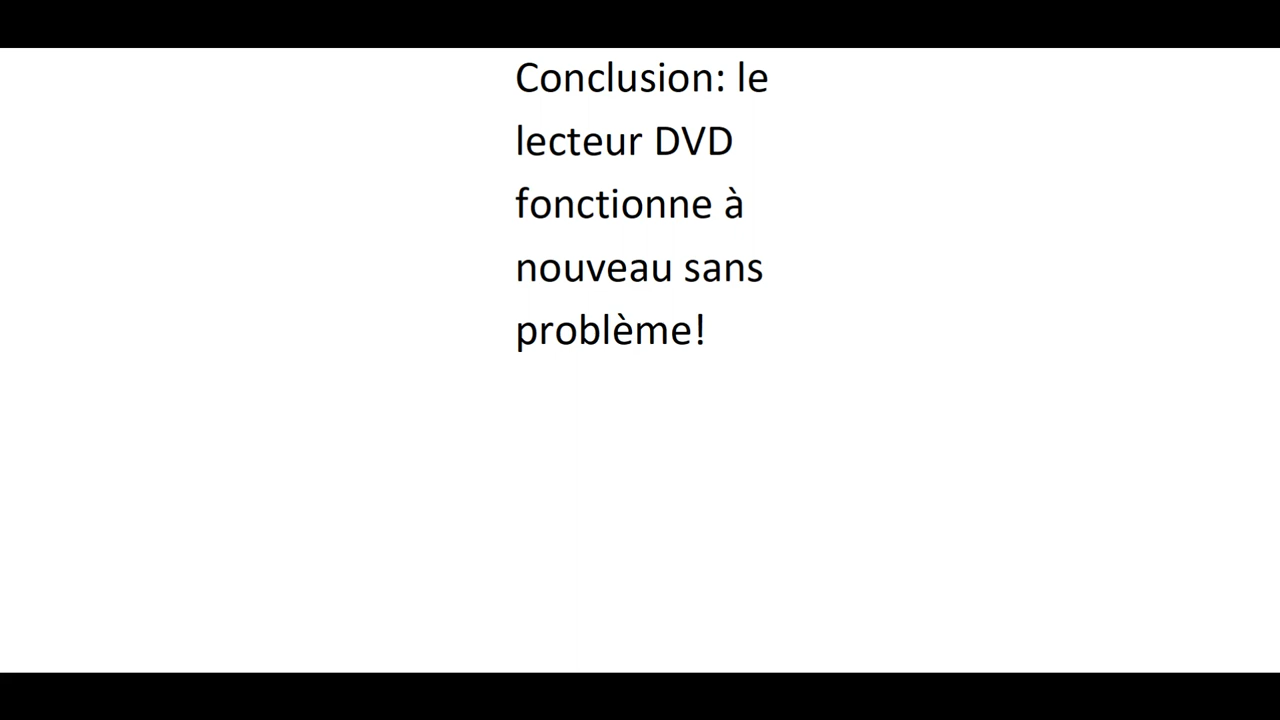 Conclusion: le
lecteur DVD
fonctionne à
nouveau sans
problème!